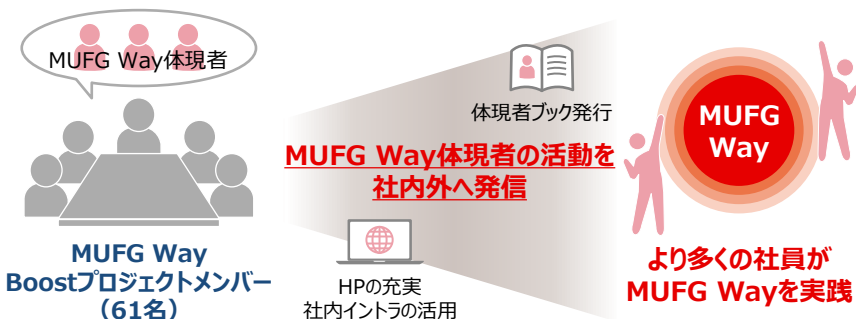 MUFG Way体現者
MUFG Way
Boostプロジェクトメンバー
（61名）
体現者ブック発行
MUFG Way体現者の活動を
社内外へ発信
HPの充実
社内イントラの活用
MUFG
Way
より多くの社員が
MUFG Wayを実践